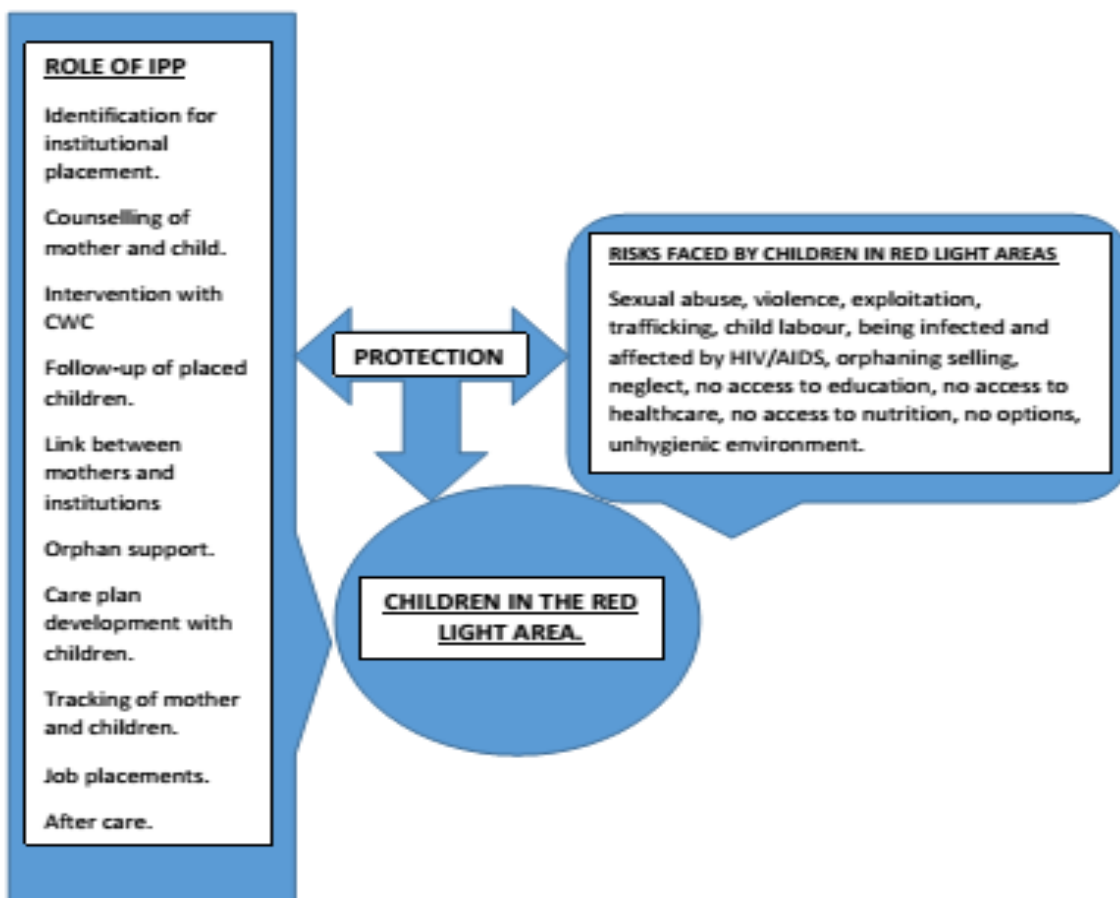 ROLE OF IPP
Identification for
institutional
placement.
Counselling of
mother and child.
Intervention with
CWC
Follow-up of placed
children.
Link between
mothers and
institutions
Orphan support.
Care plan
development with
children.
Tracking of mother
and children.
Job placements.
After care.
PROTECTION
RISKS FACED BY CHILDREN IN RED LIGHT AREAS
Sexual abuse, violence, exploitation,
trafficking, child labour, being infected and
affected by HIV/AIDS, orphaning selling,
neglect, no access to education, no access to
healthcare, no access to nutrition, no options,
unhygienic environment.
CHILDREN IN THE RED
LIGHT AREA.